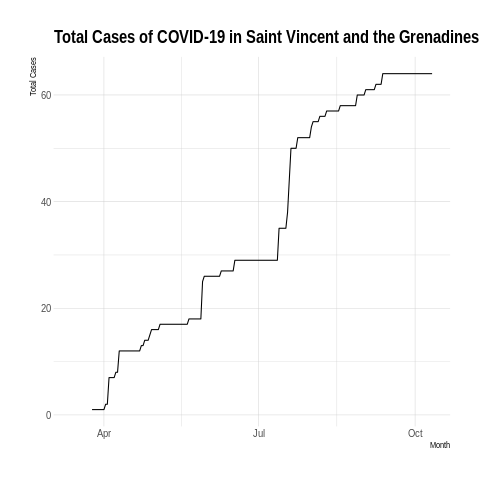 Total Cases of COVID-19 in Saint Vincent and the Grenadines
Total Cases
60
40
20
0
Apr
Jul
Oct
Month